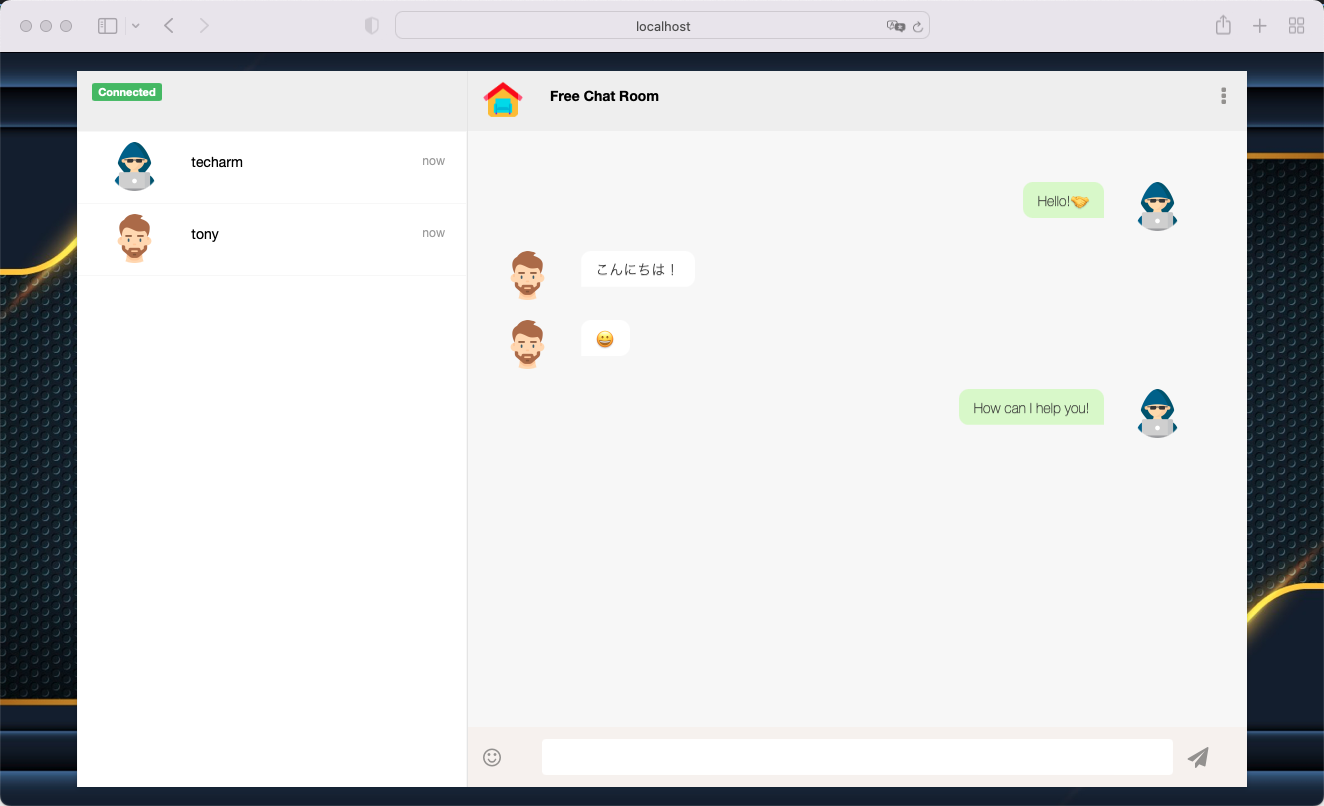 localhost
Connected
Free Chat Room
techarm
now
tony
now
Hello!🤝
こんにちは！
😀
How can I help you!